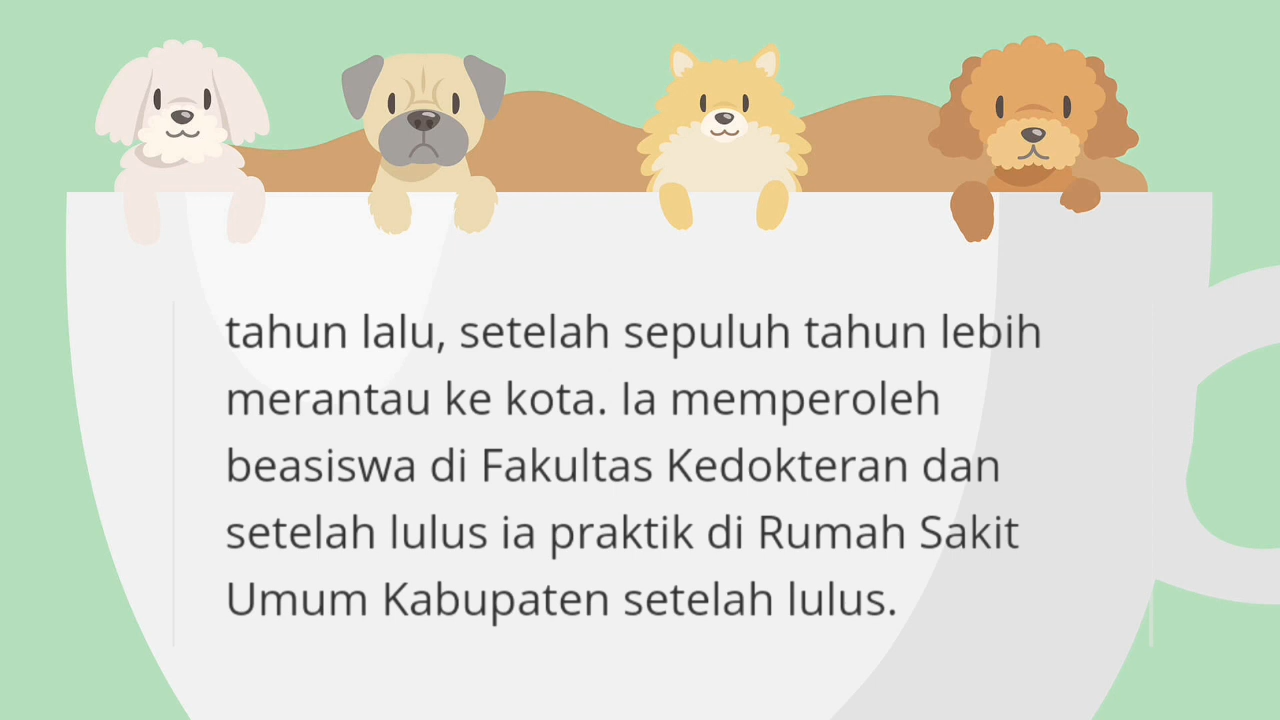 tahun lalu, setelah sepuluh tahun lebih
merantau ke kota. Ia memperoleh
beasiswa di Fakultas Kedokteran dan
setelah lulus ia praktik di Rumah Sakit
Umum Kabupaten setelah lulus.